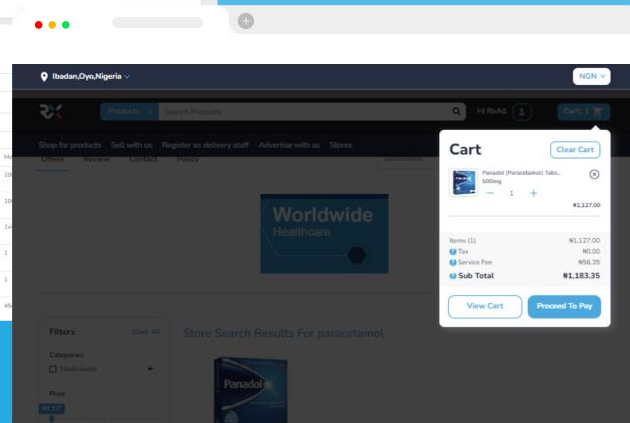 Ibadan,Oyo,Nigeria
NGN
Products
Search Products
Hi RxAll
Cart: 1
Shop for products Sell with us Register as delivery staff Advertise with us Stores
Offers Review Contact Policy
Cart
Clear Cart
Panadol (Paracetamol) Tabs..
500mg
1
₦1,127.00
Items (1) ₦1,127.00
Tax ₦0.00
Service Fee ₦56.35
Sub Total ₦1,183.35
View Cart
Proceed To Pay
Worldwide
Healthcare
Filters
Clear All
Store Search Results For paracetamol
Categories
Price
Panadol